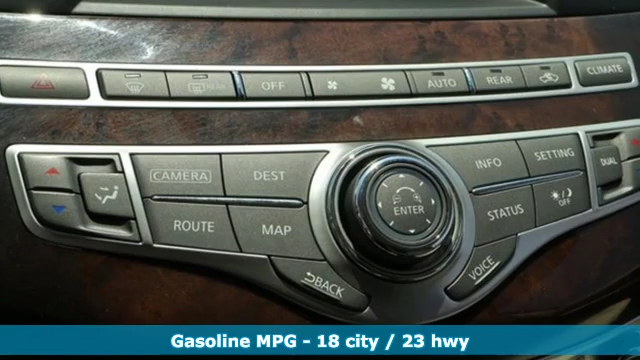 CLIMATE
REAR OFF AUTO REAR
CAMERA DEST INFO SETTING DUAL
ENTER
ROUTE MAP STATUS OFF
BACK VOICE
Gasoline MPG - 18 city / 23 hwy